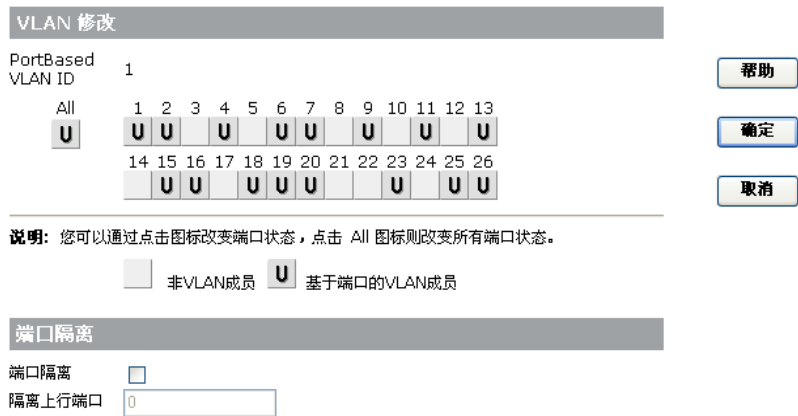 VLAN 修改
PortBased
VLAN ID
1
帮助
All
1 2 3 4 5 6 7 8 9 10 11 12 13
U
U U U U U U U U
确定
14 15 16 17 18 19 20 21 22 23 24 25 26
U U U U U U U U
取消
说明: 您可以通过点击图标改变端口状态，点击 All 图标则改变所有端口状态。
非VLAN成员 U 基于端口的VLAN成员
端口隔离
端口隔离
隔离上行端口 0